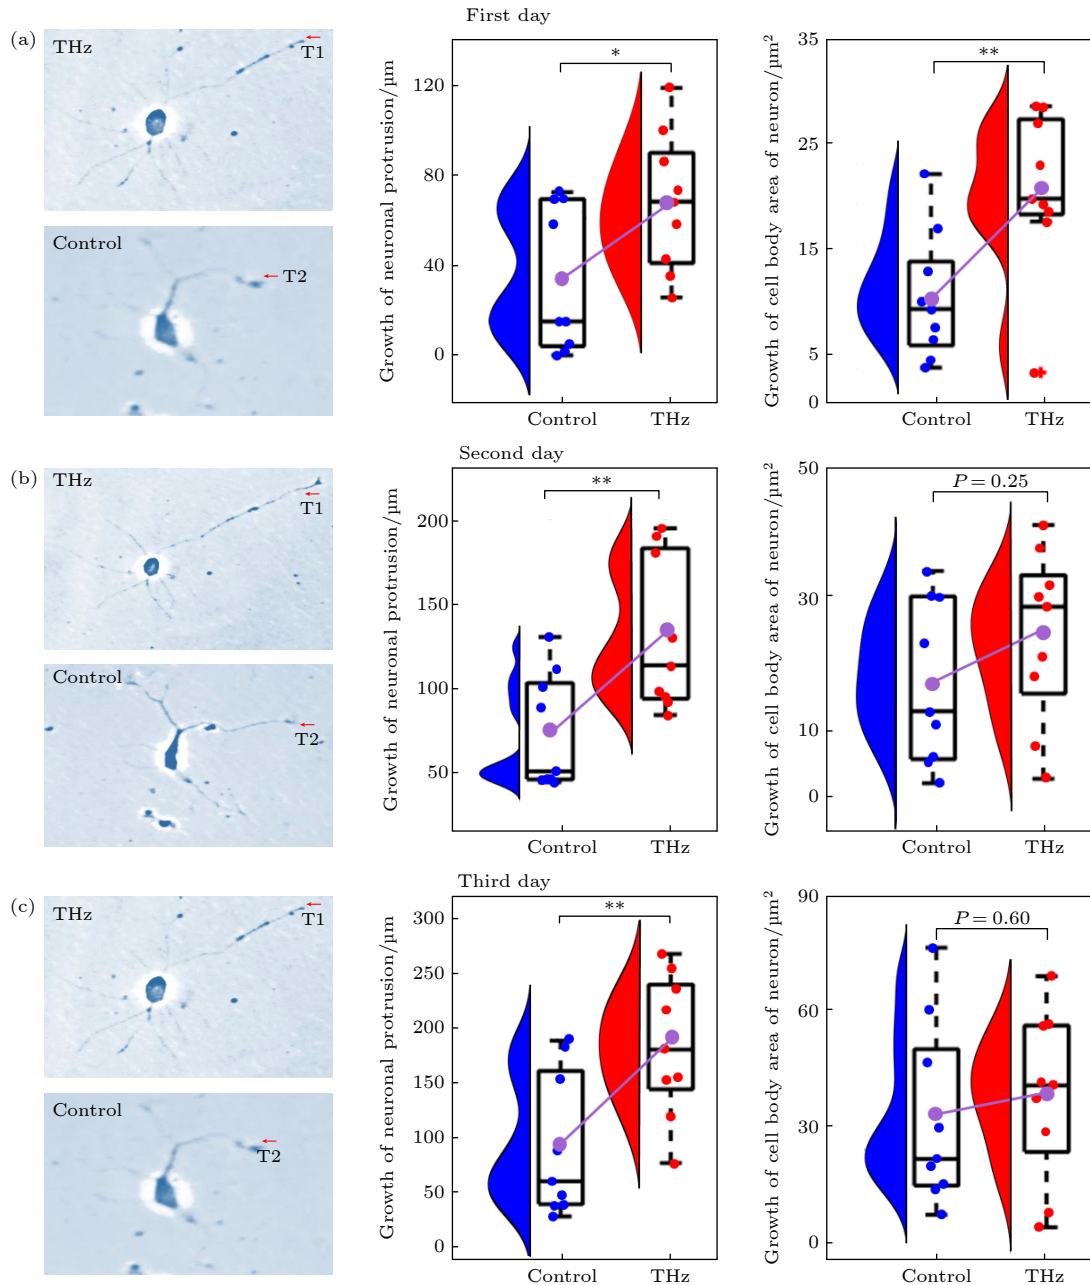 First day
(a)
THz
T1
Control
T2
Growth of neuronal protrusion/µm
120
80
40
0
*
Control
THz
Growth of cell body area of neuron/µm²
35
25
15
5
0
**
Control
THz
Second day
(b)
THz
T1
Control
T2
Growth of neuronal protrusion/µm
200
150
100
50
**
Control
THz
Growth of cell body area of neuron/µm²
50
30
10
0
P = 0.25
Control
THz
Third day
(c)
THz
T1
Control
T2
Growth of neuronal protrusion/µm
300
250
200
150
100
50
0
**
Control
THz
Growth of cell body area of neuron/µm²
90
60
30
0
P = 0.60
Control
THz